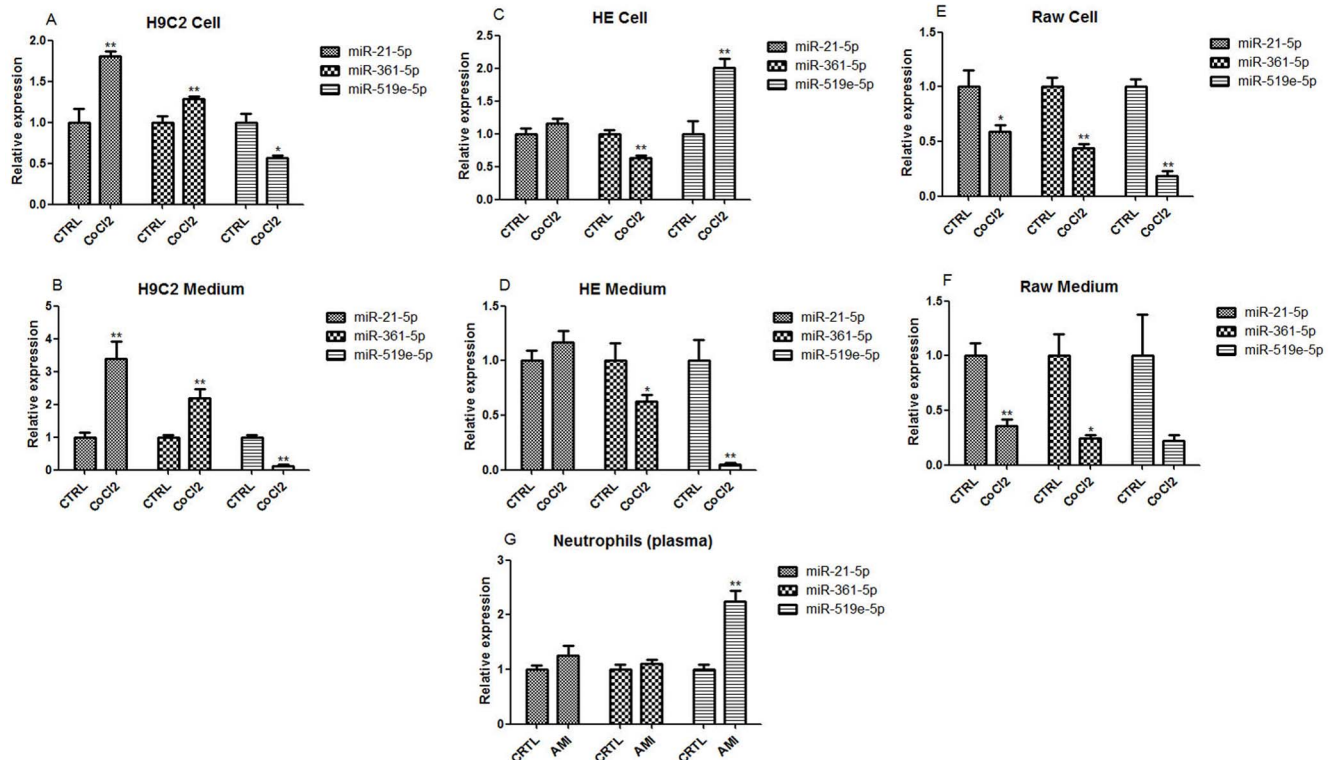 A
H9C2 Cell
Relative expression
2.0
1.5
1.0
0.5
0.0
**
**
*
CTRL
CoCl2
CTRL
CoCl2
CTRL
CoCl2
miR-21-5p
miR-361-5p
miR-519e-5p
C
HE Cell
Relative expression
2.5
2.0
1.5
1.0
0.5
0.0
**
**
CTRL
CoCl2
CTRL
CoCl2
CTRL
CoCl2
miR-21-5p
miR-361-5p
miR-519e-5p
E
Raw Cell
Relative expression
1.5
1.0
0.5
0.0
*
**
**
CTRL
CoCl2
CTRL
CoCl2
CTRL
CoCl2
miR-21-5p
miR-361-5p
miR-519e-5p
B
H9C2 Medium
Relative expression
5
4
3
2
1
0
**
**
**
CTRL
CoCl2
CTRL
CoCl2
CTRL
CoCl2
miR-21-5p
miR-361-5p
miR-519e-5p
D
HE Medium
Relative expression
1.5
1.0
0.5
0.0
*
**
CTRL
CoCl2
CTRL
CoCl2
CTRL
CoCl2
miR-21-5p
miR-361-5p
miR-519e-5p
F
Raw Medium
Relative expression
1.5
1.0
0.5
0.0
**
*
CTRL
CoCl2
CTRL
CoCl2
CTRL
CoCl2
miR-21-5p
miR-361-5p
miR-519e-5p
G
Neutrophils (plasma)
Relative expression
3
2
1
0
**
CRTL
AMI
CRTL
AMI
CRTL
AMI
miR-21-5p
miR-361-5p
miR-519e-5p